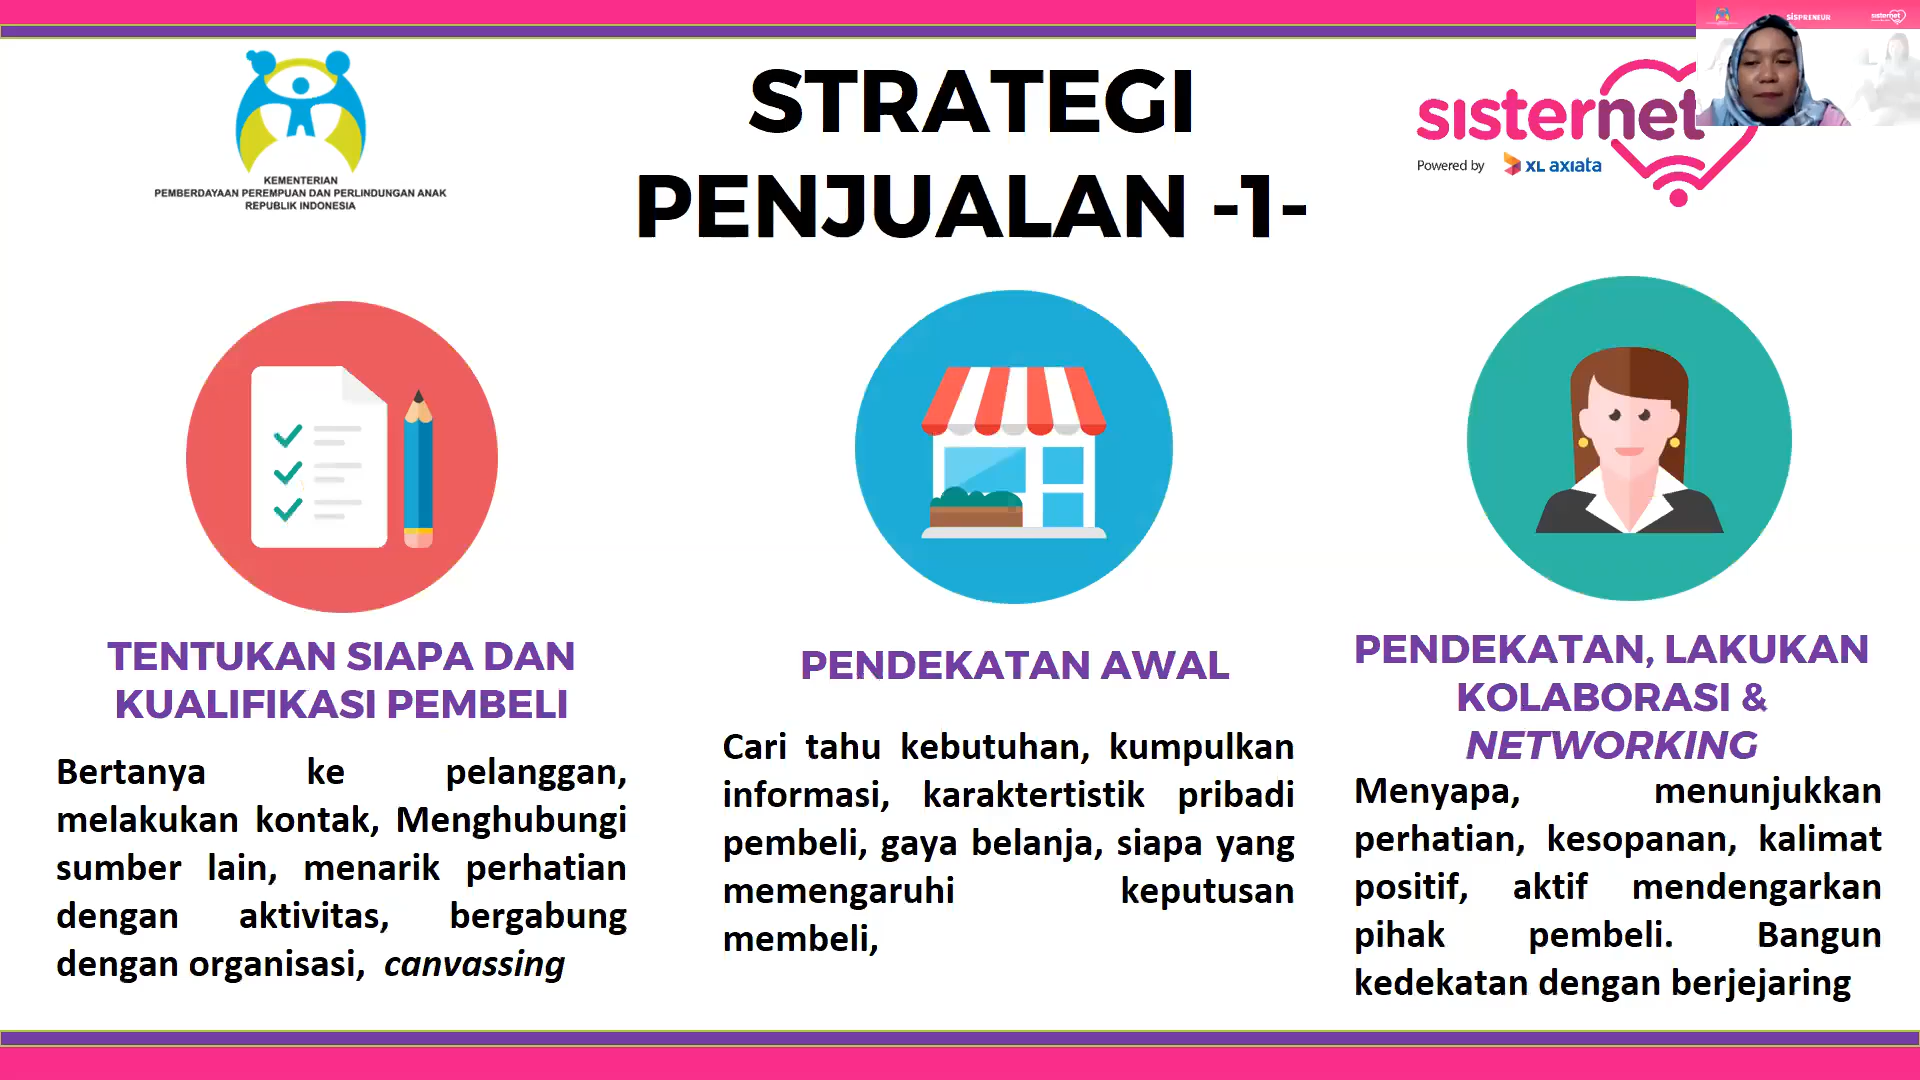 KEMENTERIAN
PEMBERDAYAAN PEREMPUAN DAN PERLINDUNGAN ANAK
REPUBLIK INDONESIA
STRATEGI
PENJUALAN -1-
sisternet
Powered by XL axiata
SISPRENEUR
sisternet
TENTUKAN SIAPA DAN
KUALIFIKASI PEMBELI
Bertanya ke pelanggan,
melakukan kontak, Menghubungi
sumber lain, menarik perhatian
dengan aktivitas, bergabung
dengan organisasi, canvassing
PENDEKATAN AWAL
Cari tahu kebutuhan, kumpulkan
informasi, karaktertistik pribadi
pembeli, gaya belanja, siapa yang
memengaruhi keputusan
membeli,
PENDEKATAN, LAKUKAN
KOLABORASI &
NETWORKING
Menyapa, menunjukkan
perhatian, kesopanan, kalimat
positif, aktif mendengarkan
pihak pembeli. Bangun
kedekatan dengan berjejaring